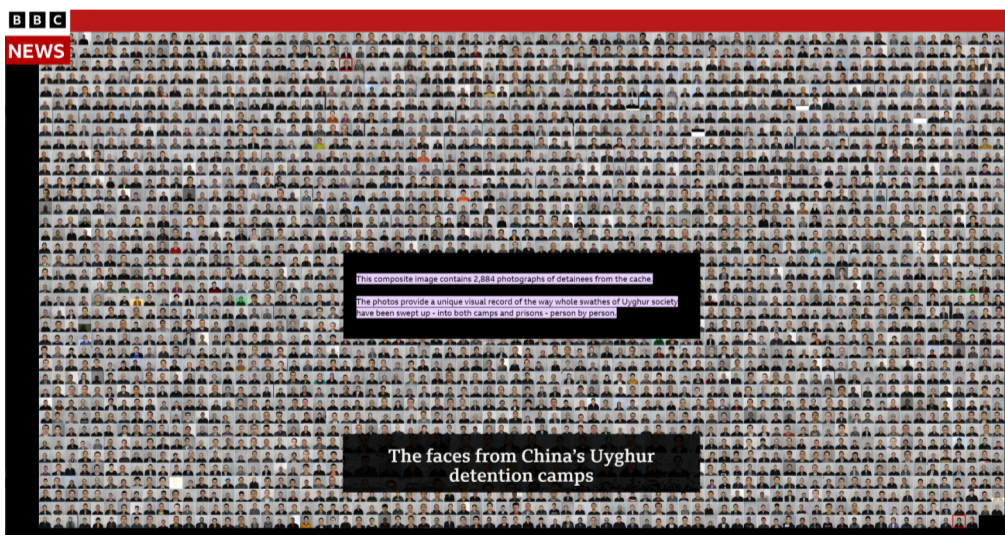 BBC
NEWS
This composite image contains 2,884 photographs of detainees from the cache.
The photos provide a unique visual record of the way whole swathes of Uyghur society
have been swept up - into both camps and prisons - person by person.
The faces from China's Uyghur
detention camps